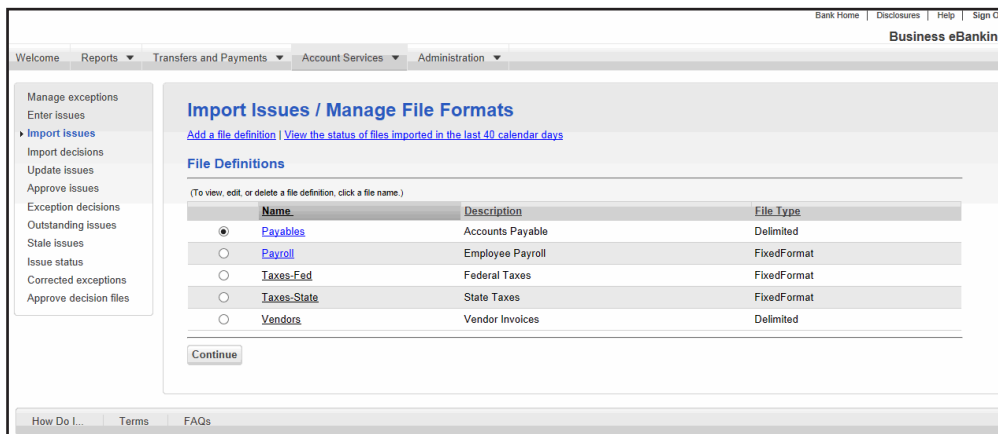 Bank Home | Disclosures | Help | Sign O
Business eBankin
Welcome Reports Transfers and Payments Account Services Administration
Manage exceptions
Enter issues
Import issues
Import decisions
Update issues
Approve issues
Exception decisions
Outstanding issues
Stale issues
Issue status
Corrected exceptions
Approve decision files
Import Issues / Manage File Formats
Add a file definition | View the status of files imported in the last 40 calendar days
File Definitions
(To view, edit, or delete a file definition, click a file name.)
Name Description File Type
Payables Accounts Payable Delimited
Payroll Employee Payroll FixedFormat
Taxes-Fed Federal Taxes FixedFormat
Taxes-State State Taxes FixedFormat
Vendors Vendor Invoices Delimited
Continue
How Do I... Terms FAQs